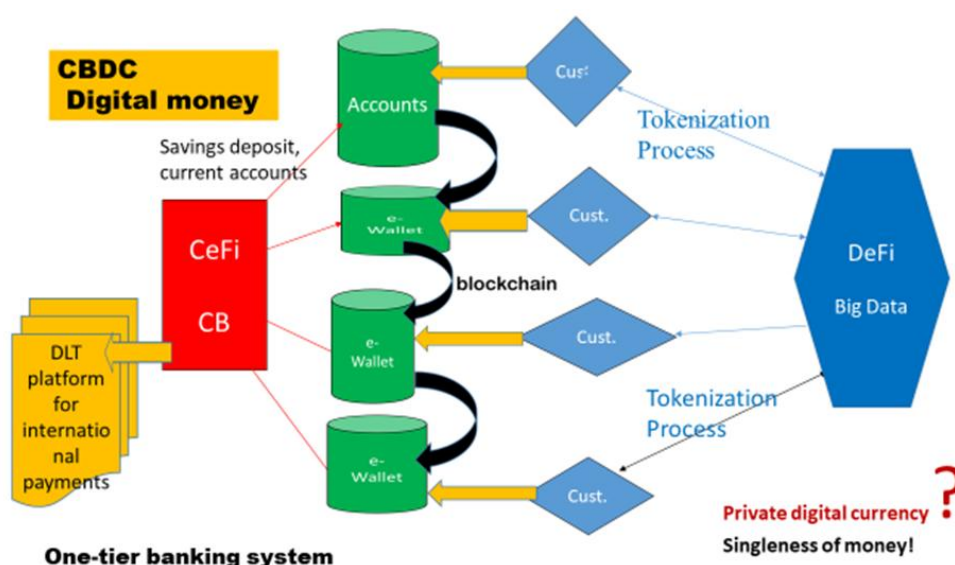 CBDC
Digital money
Savings deposit,
current accounts
Accounts
Cust.
Tokenization
Process
CeFi
CB
e-
Wallet
Cust.
DeFi
Big Data
blockchain
DLT
platform
for
internatio
nal
payments
e-
Wallet
Cust.
Tokenization
Process
e-
Wallet
Cust.
Private digital currency ?
Singleness of money!
One-tier banking system